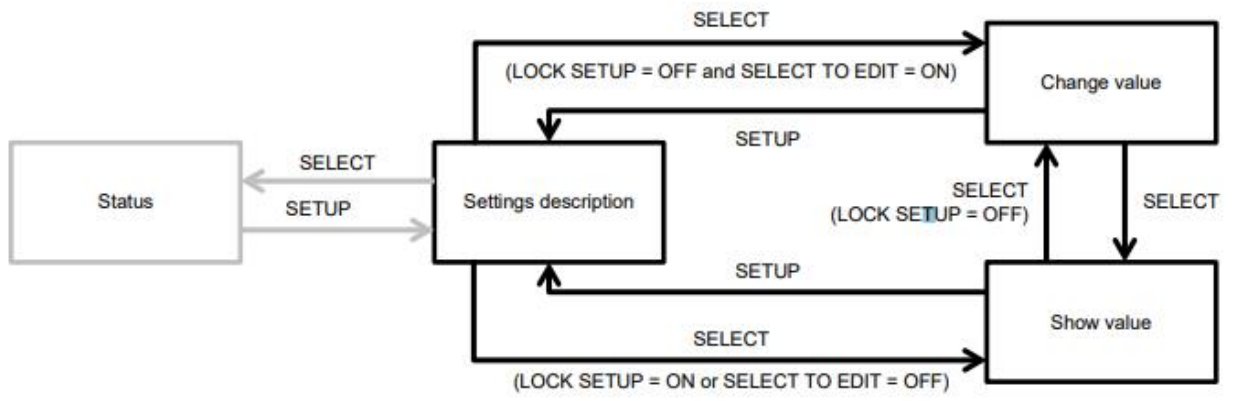 SELECT
(LOCK SETUP = OFF and SELECT TO EDIT = ON)
Change value
SETUP
SELECT
Status
SETUP
Settings description
SELECT
(LOCK SETUP = OFF)
SELECT
SETUP
Show value
SELECT
(LOCK SETUP = ON or SELECT TO EDIT = OFF)